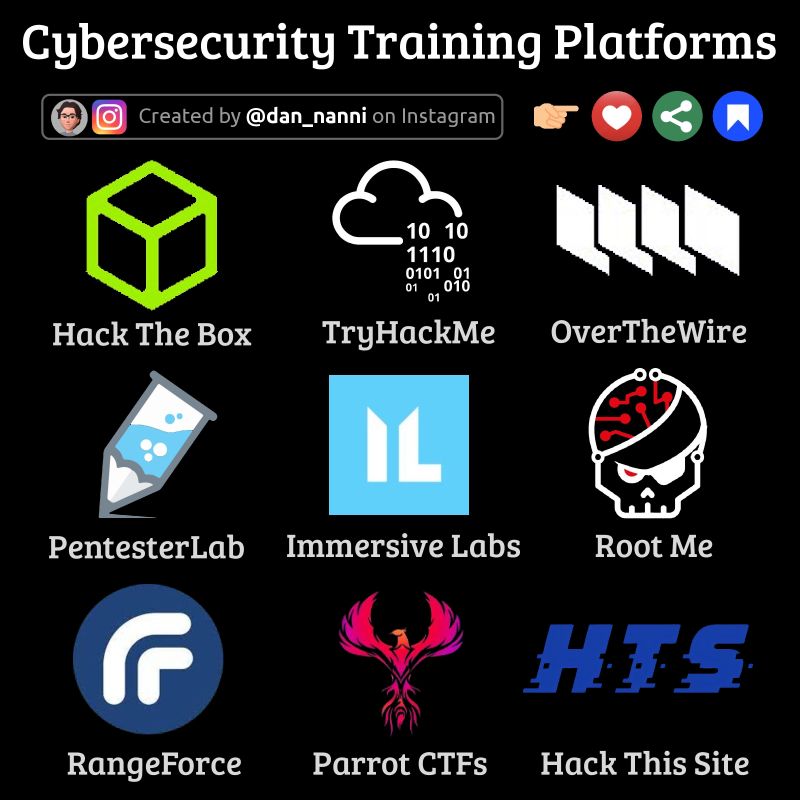 Cybersecurity Training Platforms
Created by @dan_nanni on Instagram
10 10
1110
0101 01
01 010
01
Hack The Box
TryHackMe
OverTheWire
IL
PentesterLab
Immersive Labs
Root Me
HTS
RangeForce
Parrot CTFs
Hack This Site